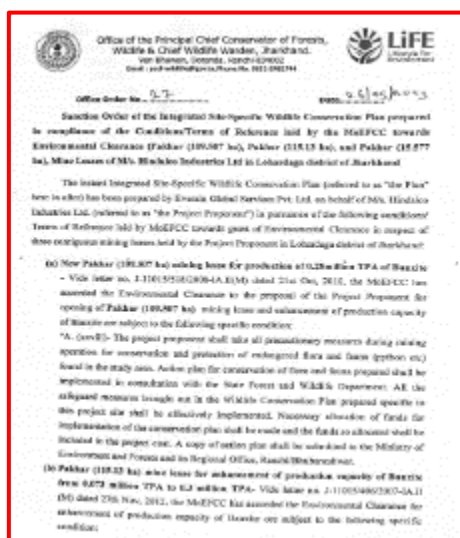 Office of the Principal Chief Conservator of Forests,
Wildlife & Chief Wildlife Warden, Jharkhand.
Van Bhawan, Doranda, Ranchi-834002
LiFE
Lifestyle for
Environment
Office Order No. 27
Sanction Order of the Integrated Site-Specific Wildlife Conservation Plan prepared
in compliance of the Conditions/Terms of Reference laid by the MoEFCC towards
Environmental Clearance (Pakhar (109.507 ha), Pakhar (115.13 ha), and Pakhar (15.577
ha), Mine Leases of M/s. Hindalco Industries Ltd in Lohardaga district of Jharkhand
The instant Integrated Site-Specific Wildlife Conservation Plan (referred to as "the Plan"
here in after) has been prepared by Global Services Pvt. Ltd. on behalf of M/s. Hindalco
Industries Ltd. (referred to as "the Project Proponent") in pursuance of the following conditions/
Terms of Reference laid by MoEFCC towards grant of Environmental Clearance in respect of
three contiguous mining leases held by the Project Proponent in Lohardaga district of Jharkhand:
(a) New Pakhar (109.507 ha) mining lease for production of million TPA of Bauxite
- Vide letter no. dated 21st Oct, the MoEFCC has
accorded the Environmental Clearance to the proposal of the Project Proponent for
opening of Pakhar (109.507 ha) mining lease and enhancement of production capacity
of Bauxite are subject to the following specific condition:
The project proponent shall take all precautionary measures during mining
operation for conservation and protection of endangered flora and fauna (python etc)
found in the study area. Action plan for conservation of flora and fauna prepared shall be
implemented in consultation with the State Forest and Wildlife Department. All the
safeguard measures brought out in the Wildlife Conservation Plan prepared specific to
this project site shall be effectively implemented. Necessary allocation of funds for
implementation of the conservation plan shall be made and the funds so allocated shall be
included in the project cost. A copy of action plan shall be submitted to the Ministry of
Environment and Forests and its Regional Office, Ranchi/Bhubaneshwar.
(b) Pakhar (115.13 ha) mine lease for enhancement of production capacity of Bauxite
from 0.073 million TPA to million TPA- Vide letter no.
(M) dated 27th Nov, 2012, the MoEFCC has accorded the Environmental Clearance for
enhancement of production capacity of Bauxite are subject to the following specific
condition: